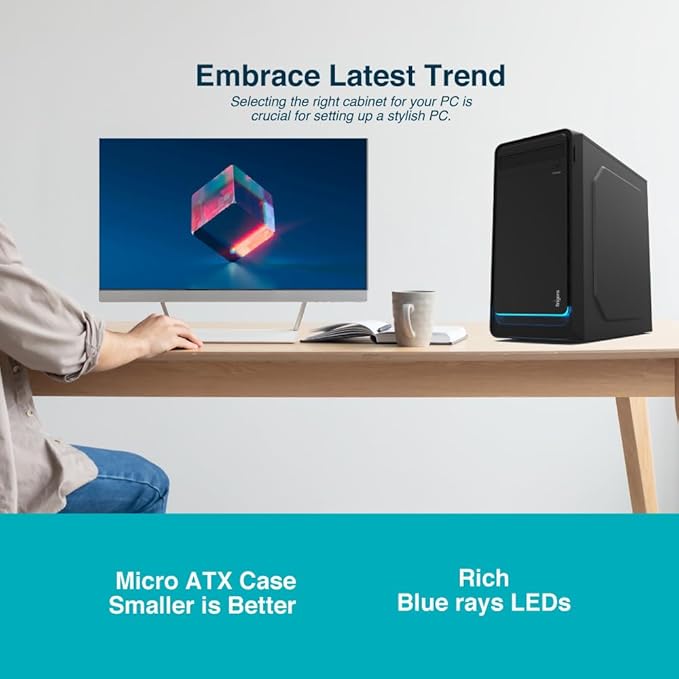 Embrace Latest Trend
Selecting the right cabinet for your PC is
crucial for setting up a stylish PC.
Micro ATX Case
Smaller is Better
Rich
Blue rays LEDs